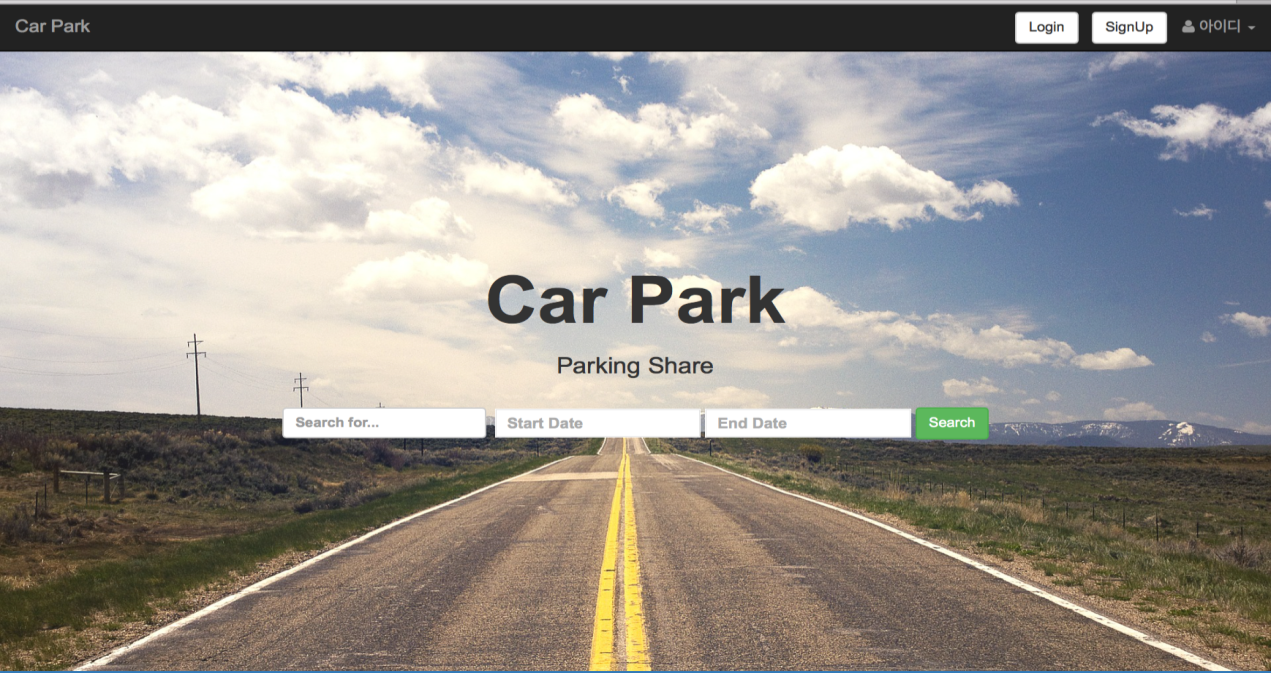 Car Park
Login SignUp 아이디
Car Park
Parking Share
Search for... Start Date End Date Search